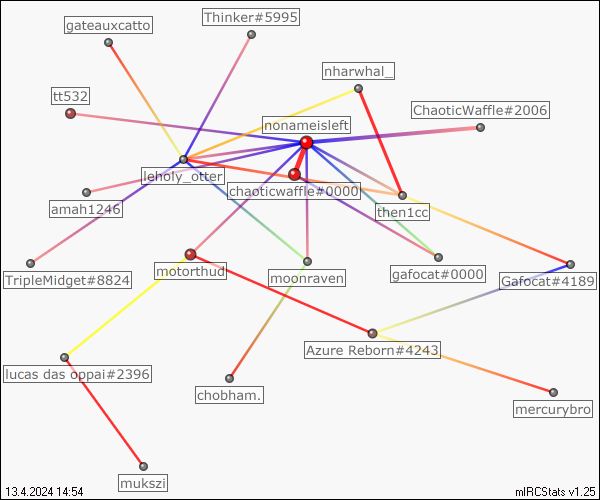 Thinker#5995
gateauxcatto
nharwhal_
tt532
ChaoticWaffle#2006
nonameisleft
leholy_otter
chaoticwaffle#0000
amah1246
then1cc
TripleMidget#8824
motorthud
moonraven
gafocat#0000
Gafocat#4189
Azure Reborn#4243
lucas das oppai#2396
chobham.
mercurybro
mukszi
13.4.2024 14:54
mIRCStats v1.25